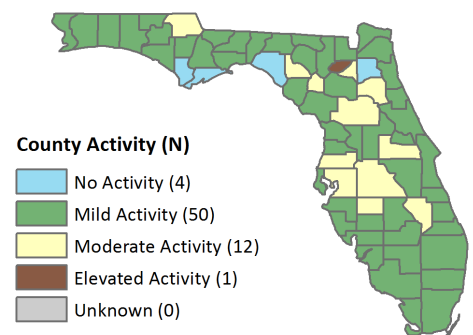 County Activity (N)
No Activity (4)
Mild Activity (50)
Moderate Activity (12)
Elevated Activity (1)
Unknown (0)